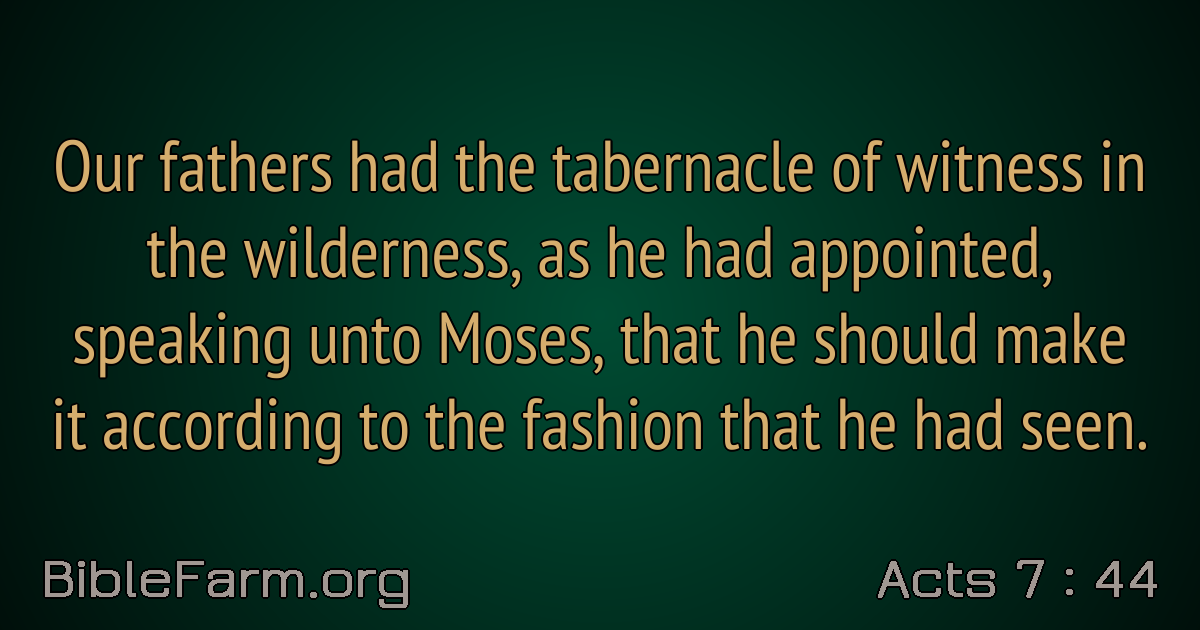 Our fathers had the tabernacle of witness in
the wilderness, as he had appointed,
speaking unto Moses, that he should make
it according to the fashion that he had seen.
BibleFarm.org
Acts 7 : 44